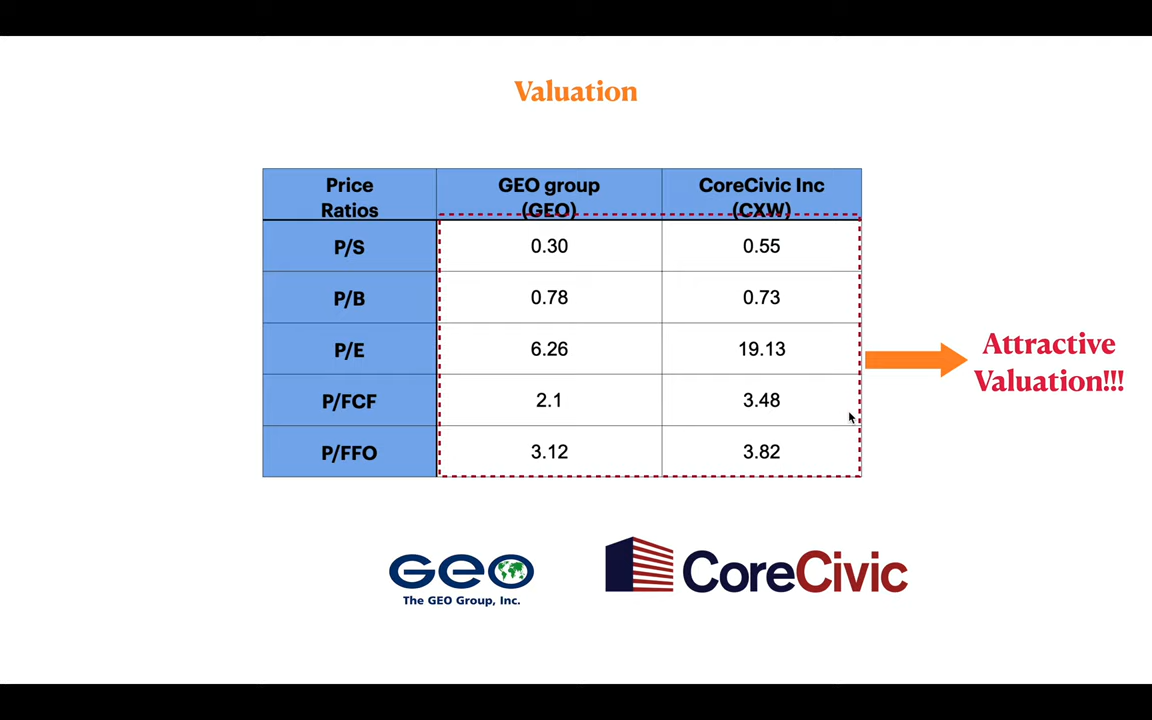 Valuation
Price Ratios
GEO group (GEO)
CoreCivic Inc (CXW)
P/S 0.30 0.55
P/B 0.78 0.73
P/E 6.26 19.13
P/FCF 2.1 3.48
P/FFO 3.12 3.82
Attractive
Valuation!!!
GEO
The GEO Group, Inc.
CoreCivic